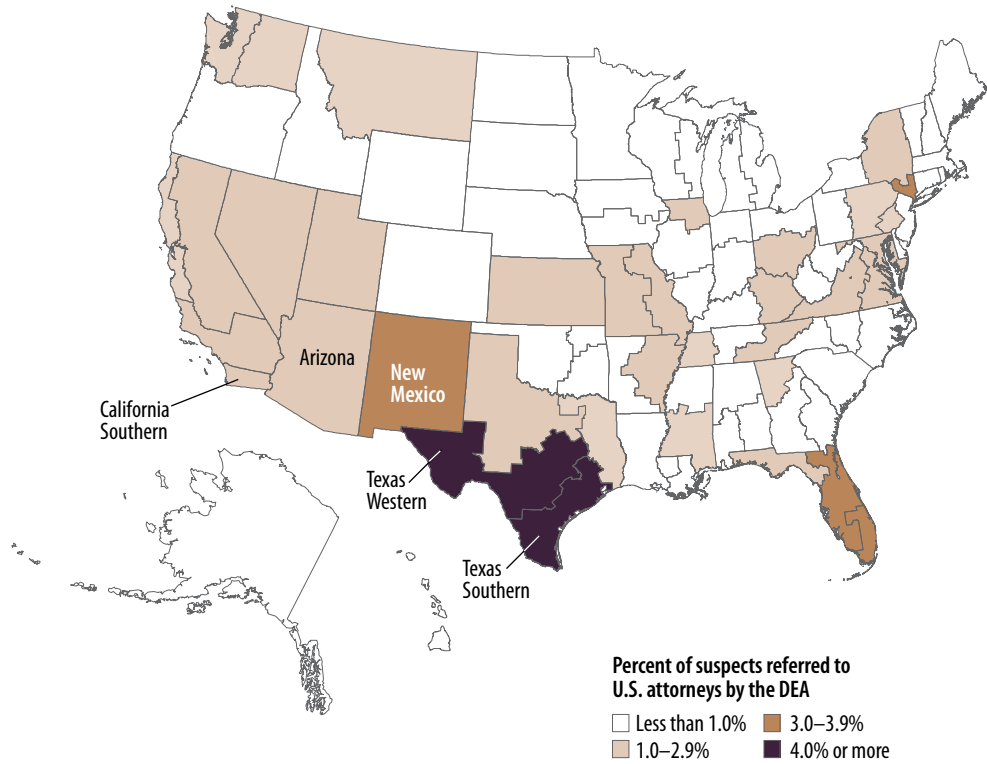 Arizona
New
Mexico
California
Southern
Texas
Western
Texas
Southern
Percent of suspects referred to
U.S. attorneys by the DEA
Less than 1.0%
1.0–2.9%
3.0–3.9%
4.0% or more